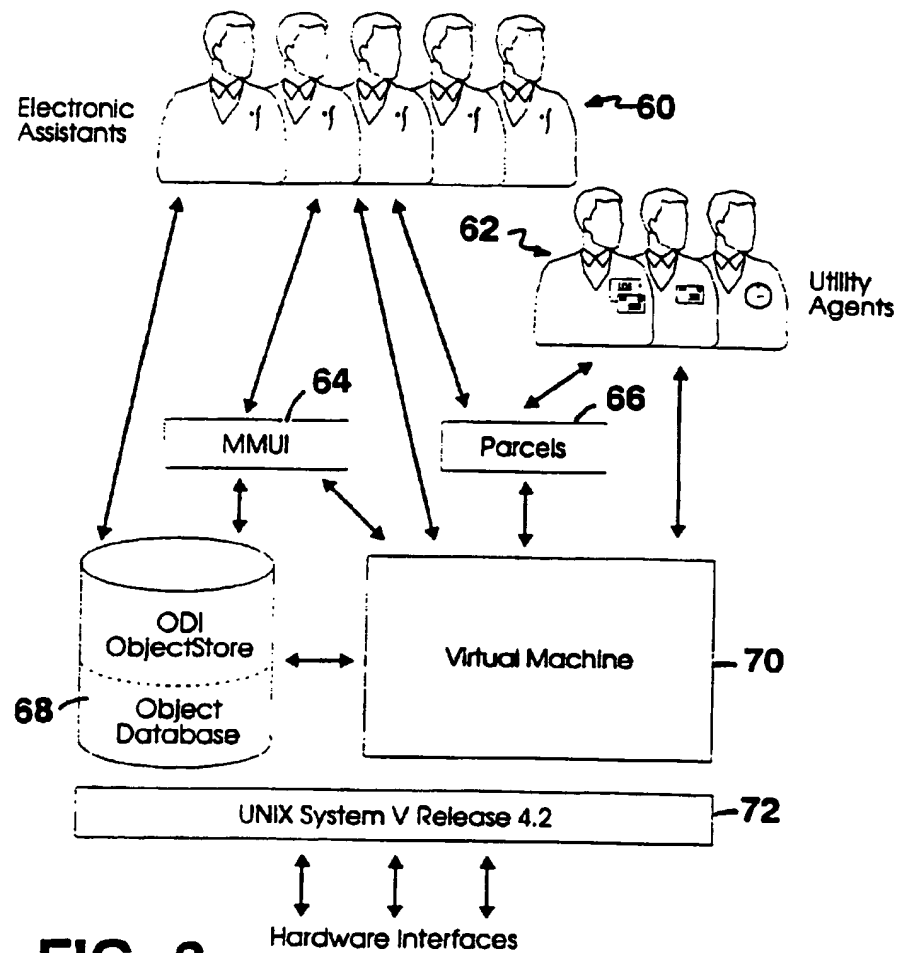 60
Electronic
Assistants
62
Utility
Agents
64
66
MMUI
Parcels
ODI
ObjectStore
Virtual Machine
70
68
Object
Database
UNIX System V Release 4.2
72
Hardware Interfaces